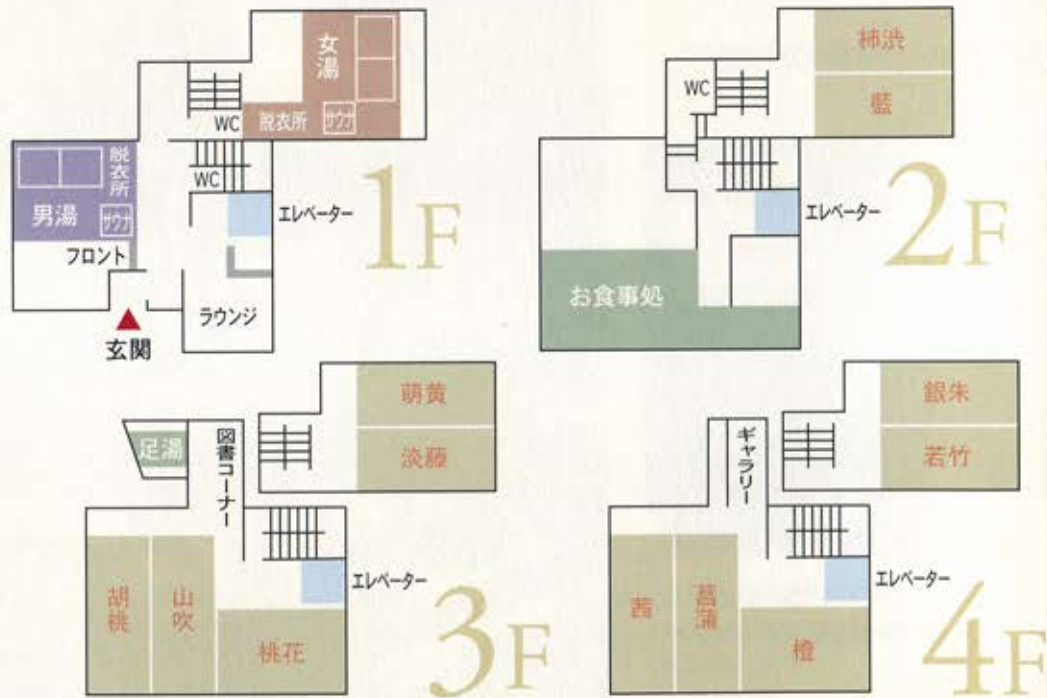 女湯
WC
脱衣所
サウナ
脱衣所
WC
男湯
サウナ
エレベーター
フロント
ラウンジ
玄関
1F
柿渋
WC
藍
エレベーター
お食事処
2F
萌黄
足湯
図書コーナー
淡藤
エレベーター
胡桃
山吹
桃花
3F
銀朱
ギャラリー
若竹
エレベーター
茜
菖蒲
橙
4F